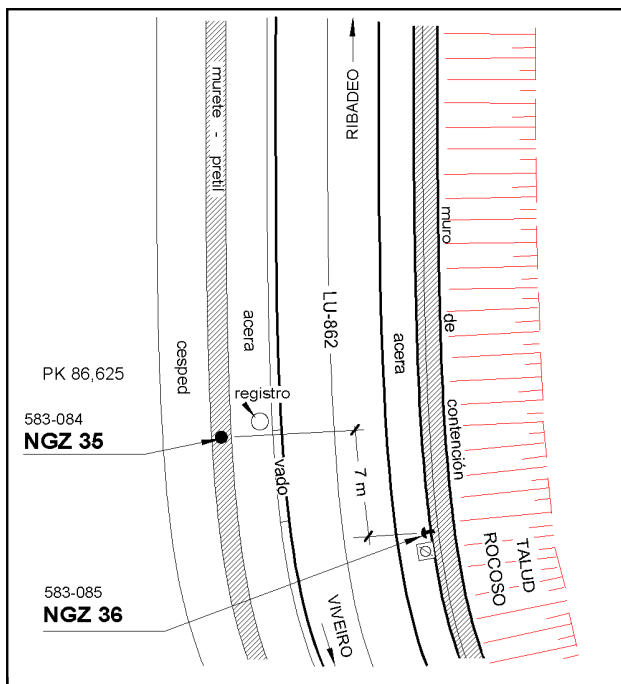 murete - pretil
RIBADEO
muro de contención
LU-862
acera
acera
cesped
PK 86,625
registro
583-084
NGZ 35
vado
7 m
TALUD
ROCOSO
583-085
NGZ 36
VIVEIRO